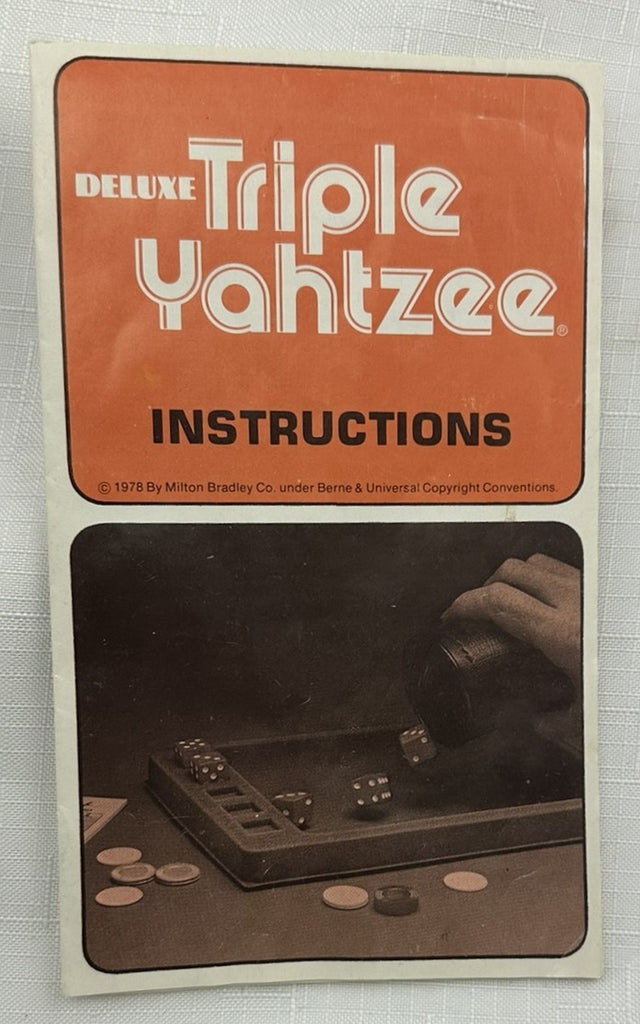 DELUXE Triple
Yahtzee®
INSTRUCTIONS
© 1978 By Milton Bradley Co. under Berne & Universal Copyright Conventions.